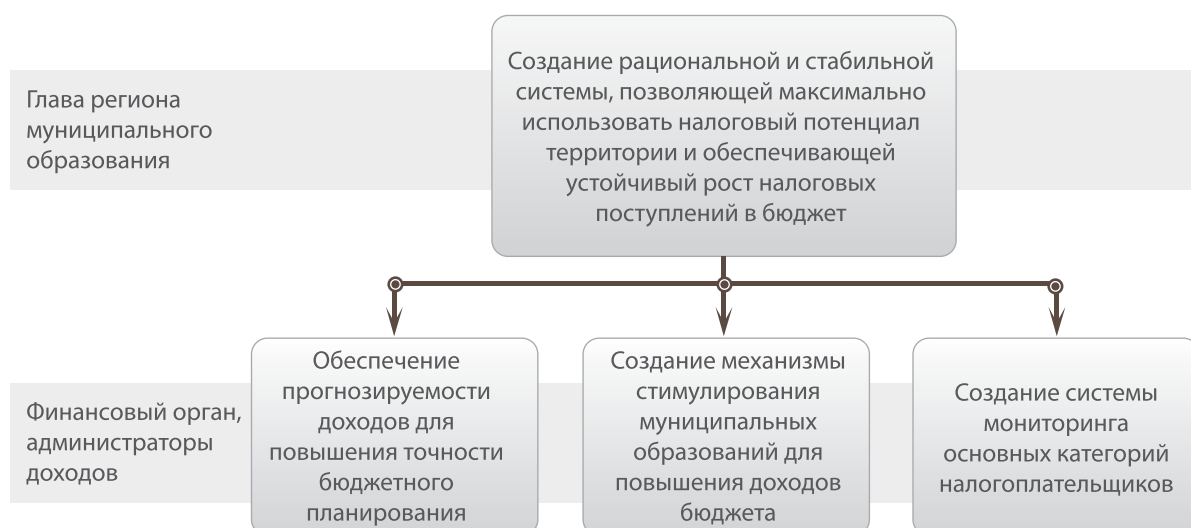 Глава региона
муниципального
образования
Создание рациональной и стабильной
системы, позволяющей максимально
использовать налоговый потенциал
территории и обеспечивающей
устойчивый рост налоговых
поступлений в бюджет
Финансовый орган,
администраторы
доходов
Обеспечение
прогнозируемости
доходов для
повышения точности
бюджетного
планирования
Создание механизмы
стимулирования
муниципальных
образований для
повышения доходов
бюджета
Создание системы
мониторинга
основных категорий
налогоплательщиков